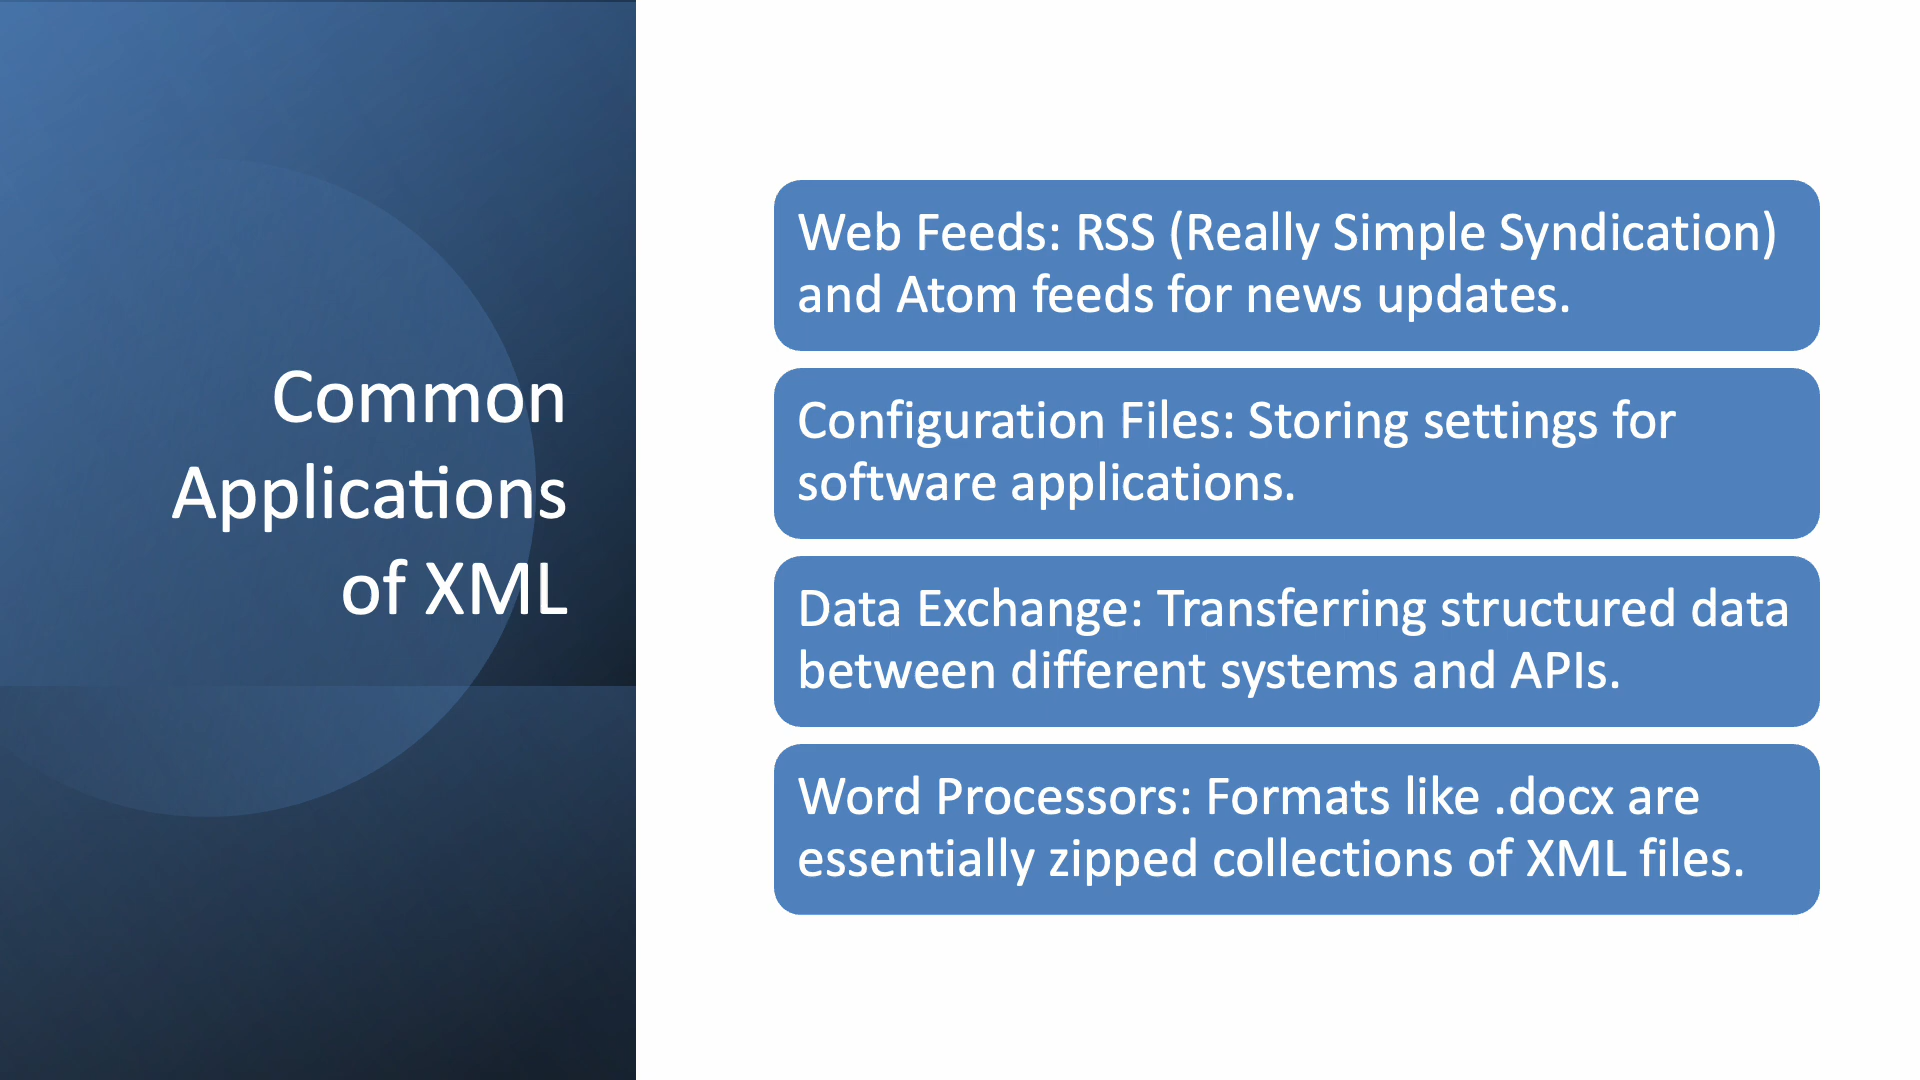 Common
Applications
of XML
Web Feeds: RSS (Really Simple Syndication)
and Atom feeds for news updates.
Configuration Files: Storing settings for
software applications.
Data Exchange: Transferring structured data
between different systems and APIs.
Word Processors: Formats like .docx are
essentially zipped collections of XML files.